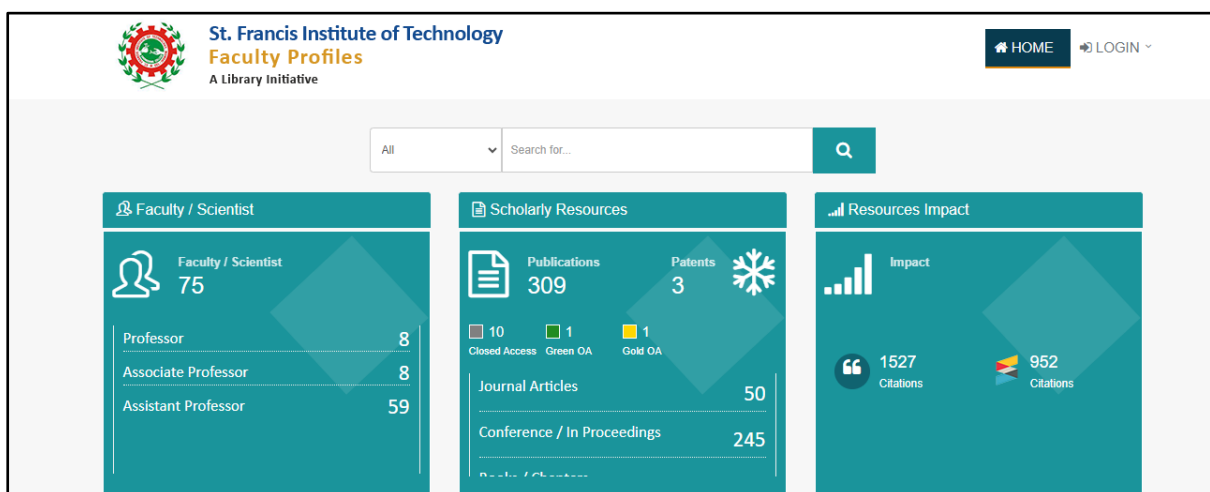 St. Francis Institute of Technology
Faculty Profiles
A Library Initiative
HOME
LOGIN
All
Search for...
Faculty / Scientist
Faculty / Scientist
75
Professor 8
Associate Professor 8
Assistant Professor 59
Scholarly Resources
Publications
309
Patents
3
10
Closed Access
1
Green OA
1
Gold OA
Journal Articles 50
Conference / In Proceedings 245
Resources Impact
Impact
1527
Citations
952
Citations